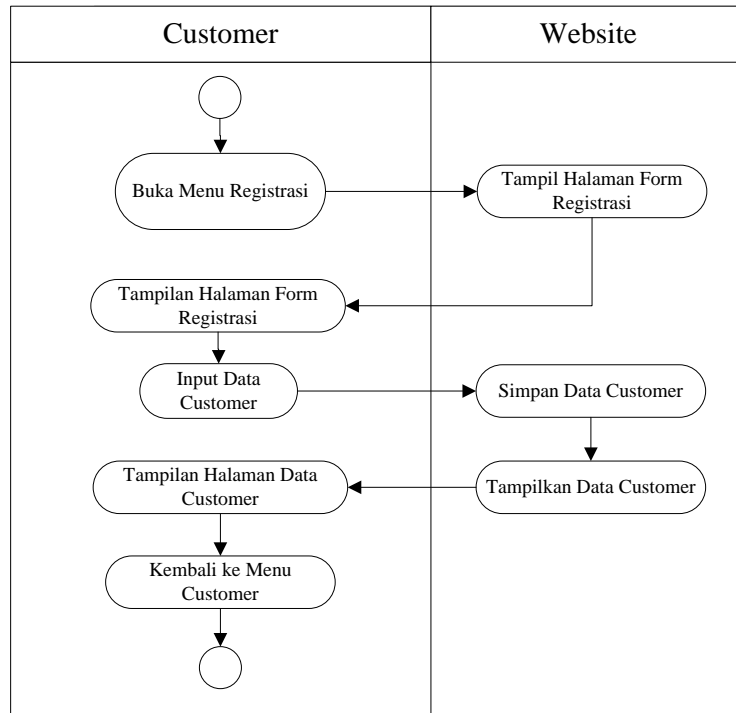 Customer
Website
Buka Menu Registrasi
Tampil Halaman Form
Registrasi
Tampilan Halaman Form
Registrasi
Input Data
Customer
Simpan Data Customer
Tampilkan Data Customer
Tampilan Halaman Data
Customer
Kembali ke Menu
Customer